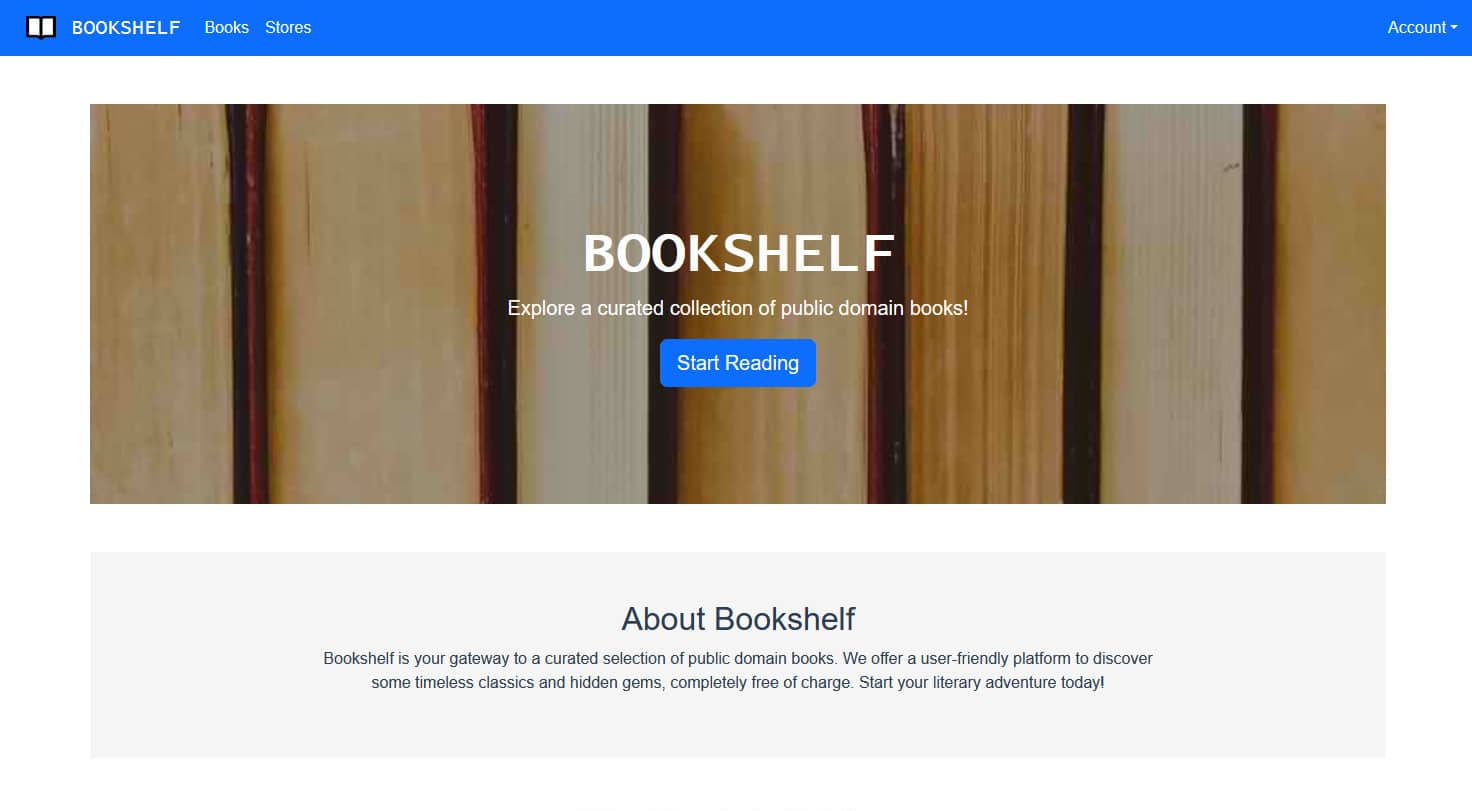 BOOKSHELF Books Stores Account
BOOKSHELF
Explore a curated collection of public domain books!
Start Reading
About Bookshelf
Bookshelf is your gateway to a curated selection of public domain books. We offer a user-friendly platform to discover
some timeless classics and hidden gems, completely free of charge. Start your literary adventure today!